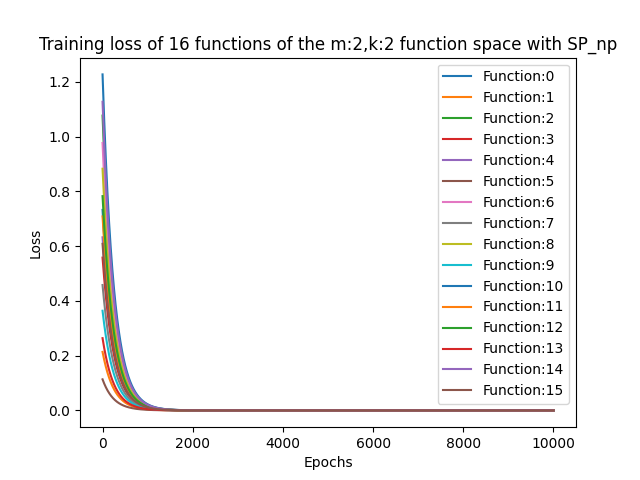 Training loss of 16 functions of the m:2,k:2 function space with SP_np
1.2
1.0
0.8
0.6
0.4
0.2
0.0
Loss
0 2000 4000 6000 8000 10000
Epochs
Function:0
Function:1
Function:2
Function:3
Function:4
Function:5
Function:6
Function:7
Function:8
Function:9
Function:10
Function:11
Function:12
Function:13
Function:14
Function:15